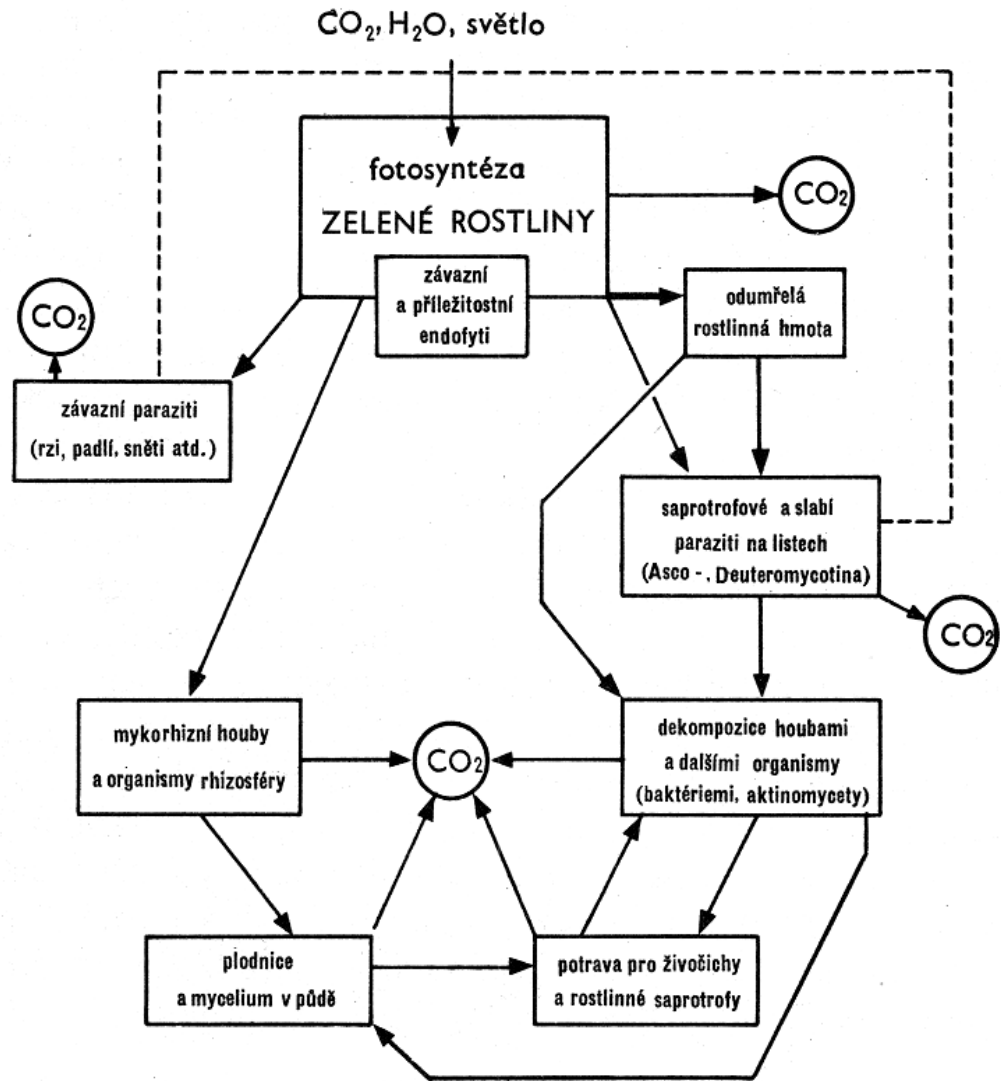 CO₂, H₂O, světlo
fotosyntéza
ZELENÉ ROSTLINY
CO₂
závazní
a příležitostní
endofyti
odumřelá
rostlinná hmota
CO₂
závazní paraziti
(rzi, padlí, sněti atd.)
saprotrofové a slabí
paraziti na listech
(Asco -, Deuteromycotina)
CO₂
mykorhizní houby
a organismy rhizosféry
CO₂
dekompozice houbami
a dalšími organismy
(baktériemi, aktinomycety)
plodnice
a mycelium v půdě
potrava pro živočichy
a rostlinné saprotrofy